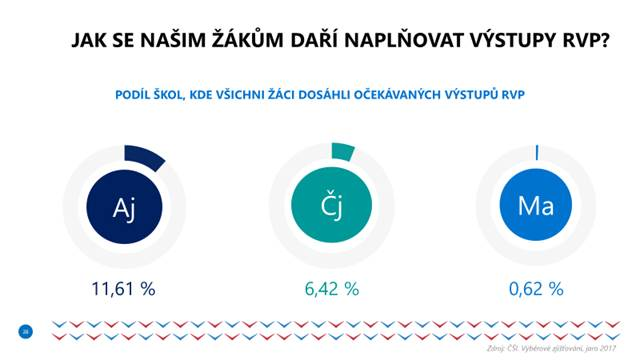 JAK SE NAŠIM ŽÁKŮM DAŘÍ NAPLŇOVAT VÝSTUPY RVP?
PODÍL ŠKOL, KDE VŠICHNI ŽÁCI DOSÁHLI OČEKÁVANÝCH VÝSTUPŮ RVP
Aj
Čj
Ma
11,61 %
6,42 %
0,62 %
Zdroj: ČŠI. Výběrové zjišťování, jaro 2017